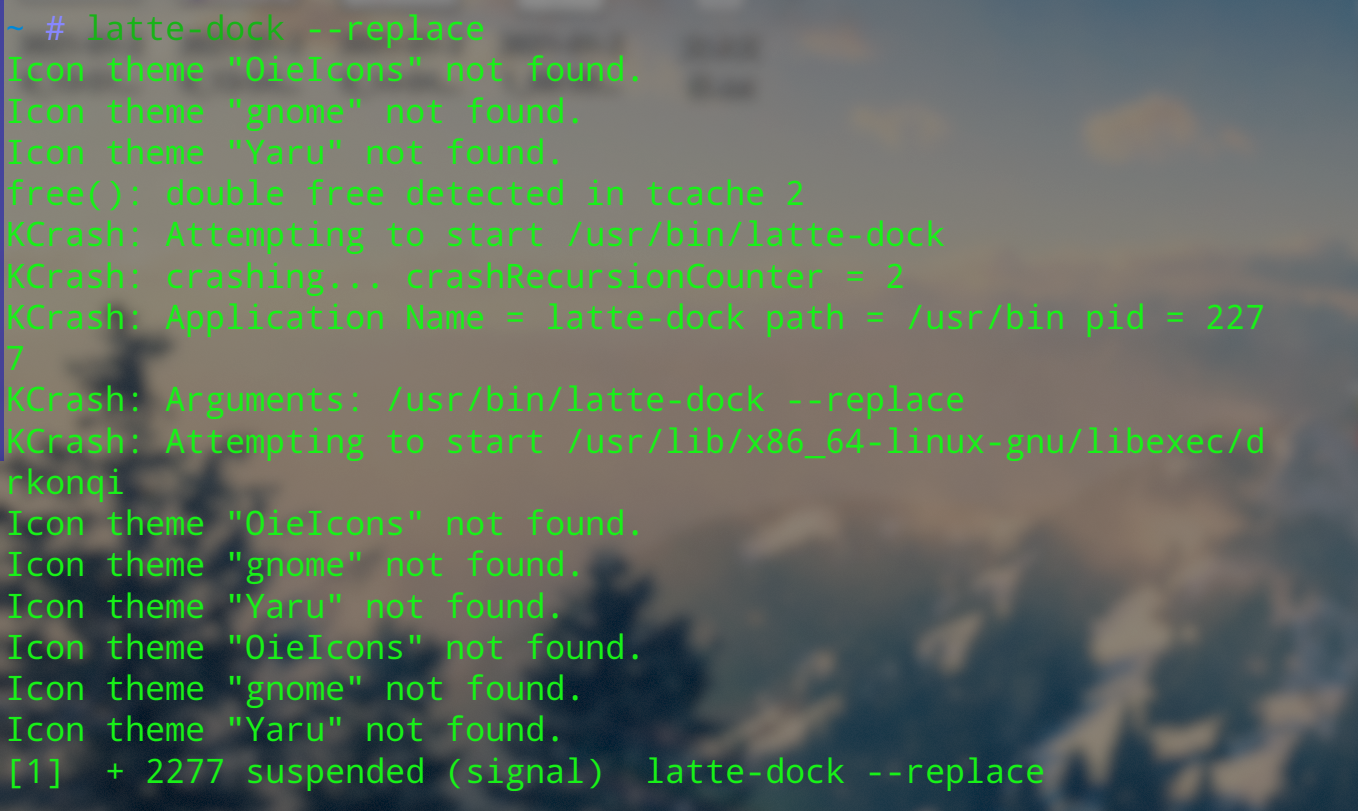 ~ # latte-dock --replace
Icon theme "OieIcons" not found.
Icon theme "gnome" not found.
Icon theme "Yaru" not found.
free(): double free detected in tcache 2
KCrash: Attempting to start /usr/bin/latte-dock
KCrash: crashing... crashRecursionCounter = 2
KCrash: Application Name = latte-dock path = /usr/bin pid = 227
7
KCrash: Arguments: /usr/bin/latte-dock --replace
KCrash: Attempting to start /usr/lib/x86_64-linux-gnu/libexec/d
rkonqi
Icon theme "OieIcons" not found.
Icon theme "gnome" not found.
Icon theme "Yaru" not found.
Icon theme "OieIcons" not found.
Icon theme "gnome" not found.
Icon theme "Yaru" not found.
[1]  + 2277 suspended (signal)  latte-dock --replace